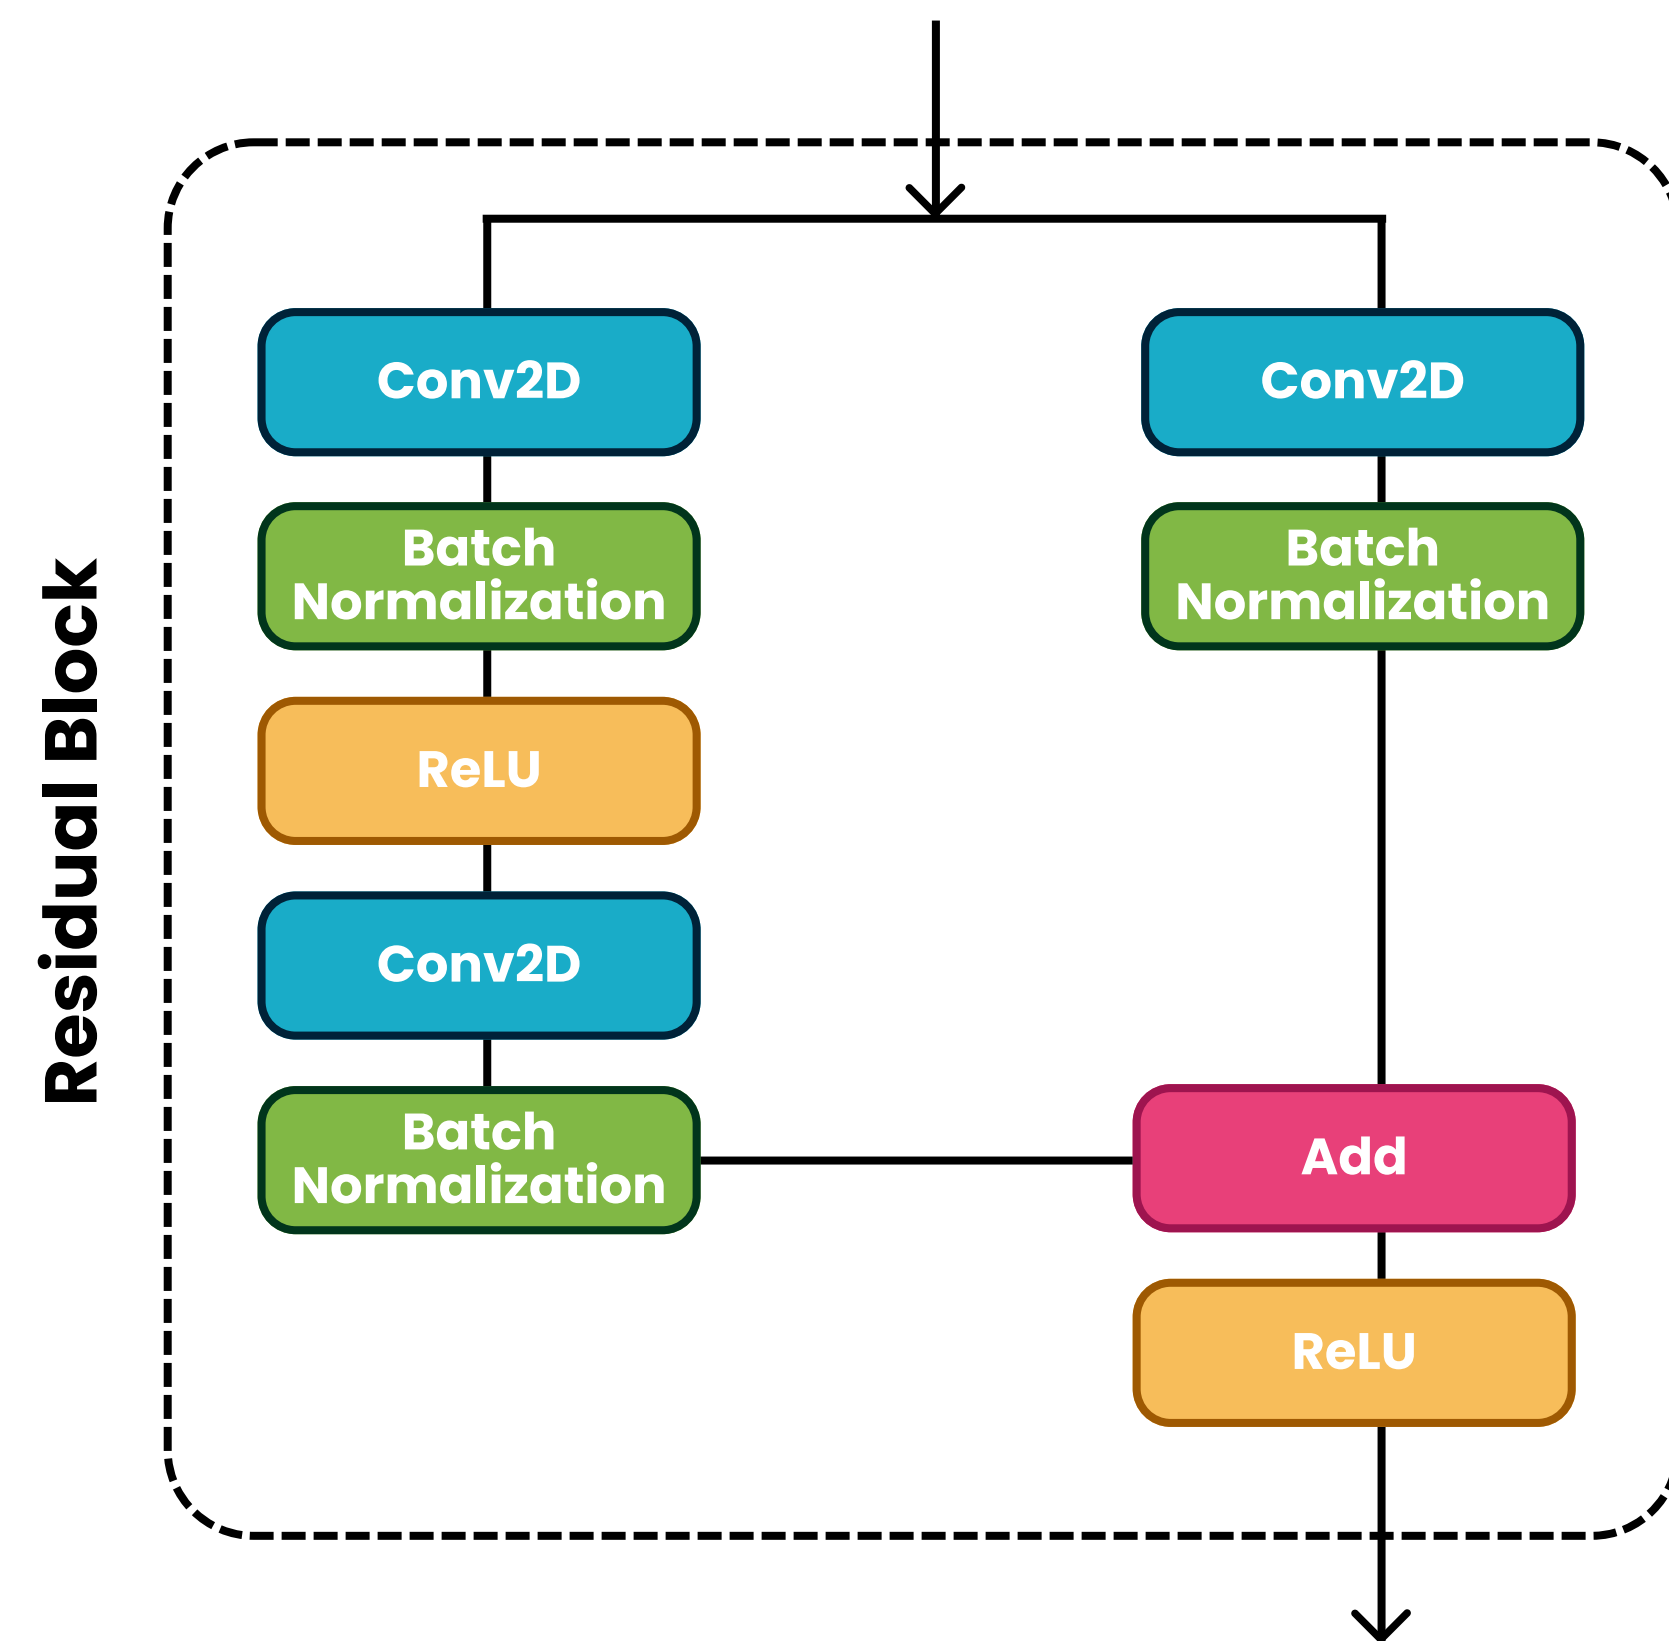 Residual Block
Conv2D
Batch
Normalization
ReLU
Conv2D
Batch
Normalization
Conv2D
Batch
Normalization
Add
ReLU